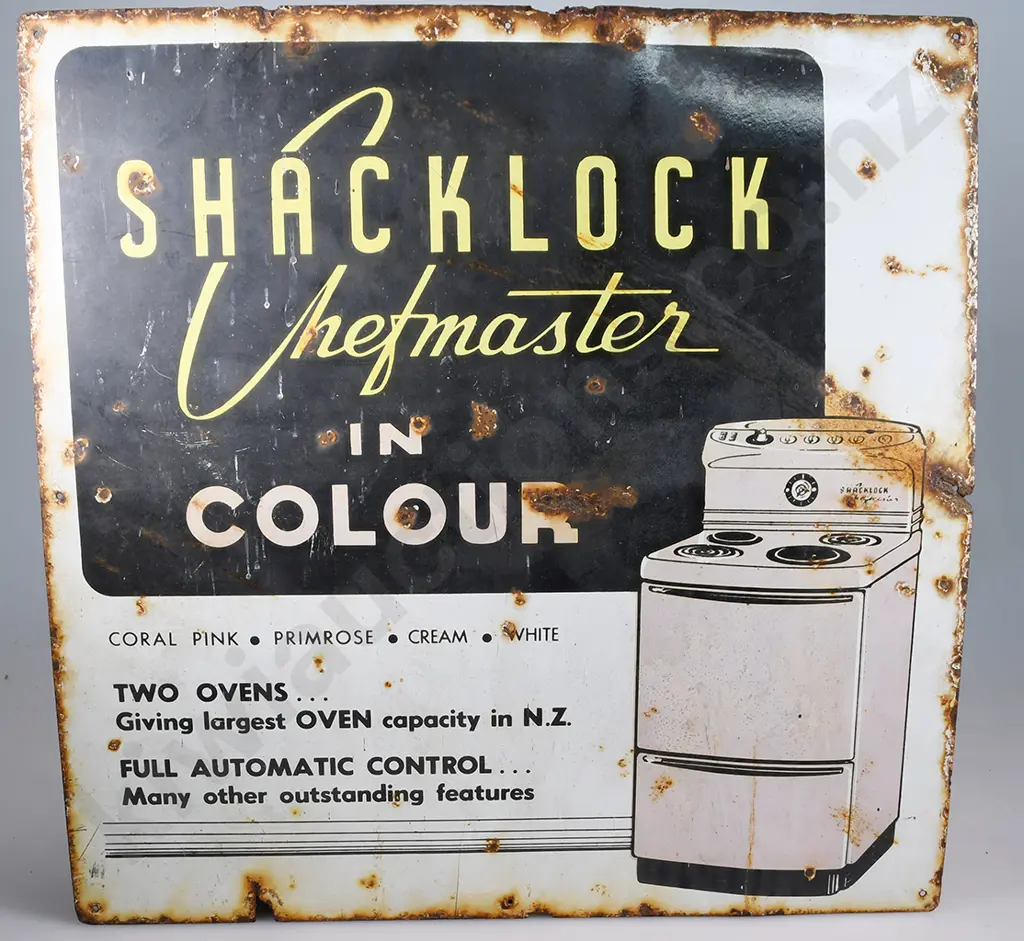 SHACKLOCK
Chefmaster
IN
COLOUR
SHACKLOCK
CORAL PINK • PRIMROSE • CREAM • WHITE
TWO OVENS...
Giving largest OVEN capacity in N.Z.
FULL AUTOMATIC CONTROL...
Many other outstanding features